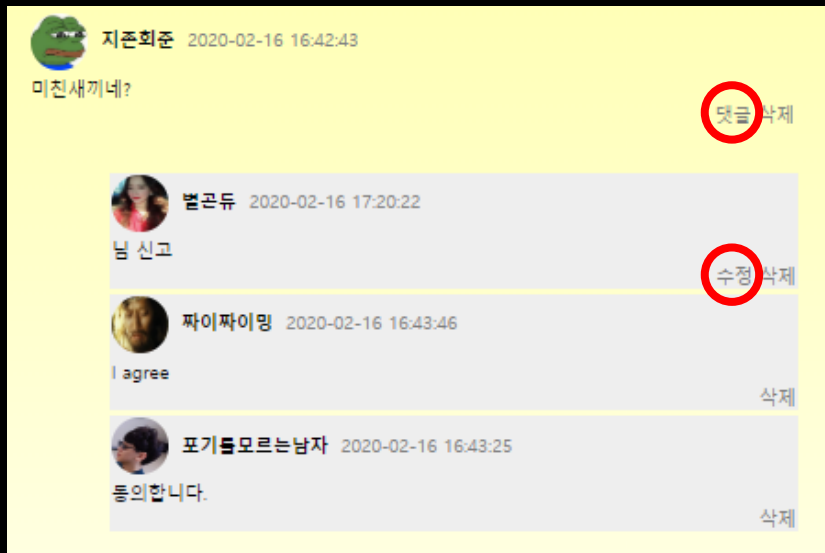 지존회준 2020-02-16 16:42:43
미친새끼네?
댓글 삭제
별곤듀 2020-02-16 17:20:22
님 신고
수정 삭제
짜이짜이밍 2020-02-16 16:43:46
I agree
삭제
포기를모르는남자 2020-02-16 16:43:25
동의합니다.
삭제